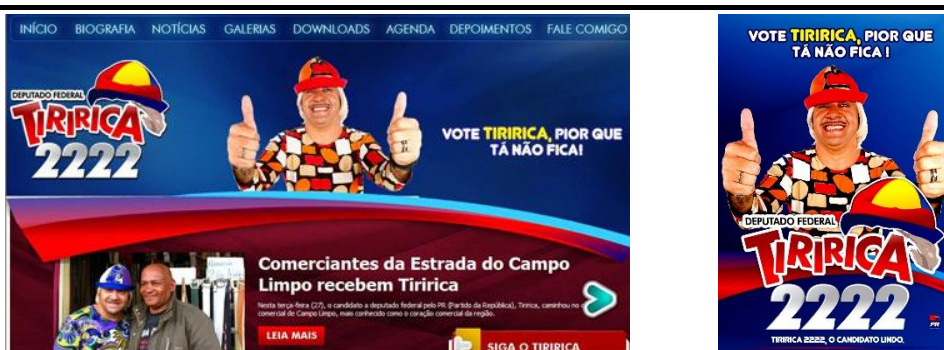 INÍCIO BIOGRAFIA NOTÍCIAS GALERIAS DOWNLOADS AGENDA DEPOIMENTOS FALE COMIGO
DEPUTADO FEDERAL
TIRIRICA
2222
VOTE TIRIRICA, PIOR QUE
TÁ NÃO FICA!
Comerciantes da Estrada do Campo
Limpo recebem Tiririca
Nesta terça-feira (27), o candidato a deputado federal pelo PR (Partido da República), Tiririca, caminhou no
comercial de Campo Limpo, mais conhecido como o coração comercial da região.
LEIA MAIS
SIGA O TIRIRICA
VOTE TIRIRICA, PIOR QUE
TÁ NÃO FICA !
DEPUTADO FEDERAL
TIRIRICA
2222
PR
TIRIRICA 2222, O CANDIDATO LINDO.